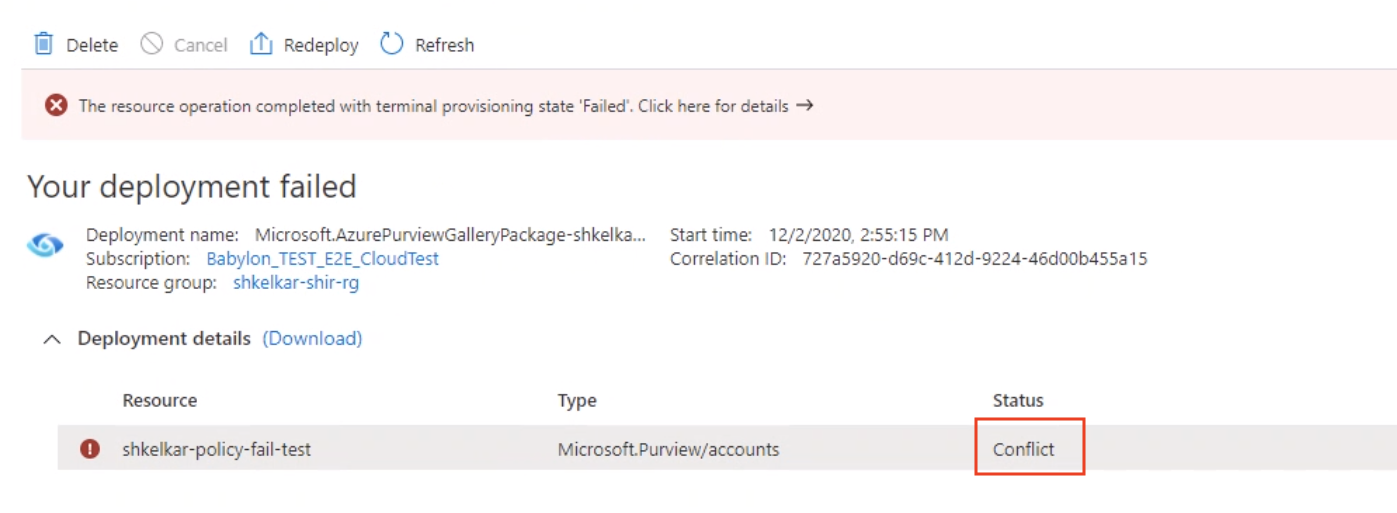 Delete Cancel Redeploy Refresh
The resource operation completed with terminal provisioning state 'Failed'. Click here for details →
Your deployment failed
Deployment name: Microsoft.AzurePurviewGalleryPackage-shkelka... Start time: 12/2/2020, 2:55:15 PM
Subscription: Babylon_TEST_E2E_CloudTest Correlation ID: 727a5920-d69c-412d-9224-46d00b455a15
Resource group: shkelkar-shir-rg
Deployment details (Download)
Resource Type Status
shkelkar-policy-fail-test Microsoft.Purview/accounts Conflict